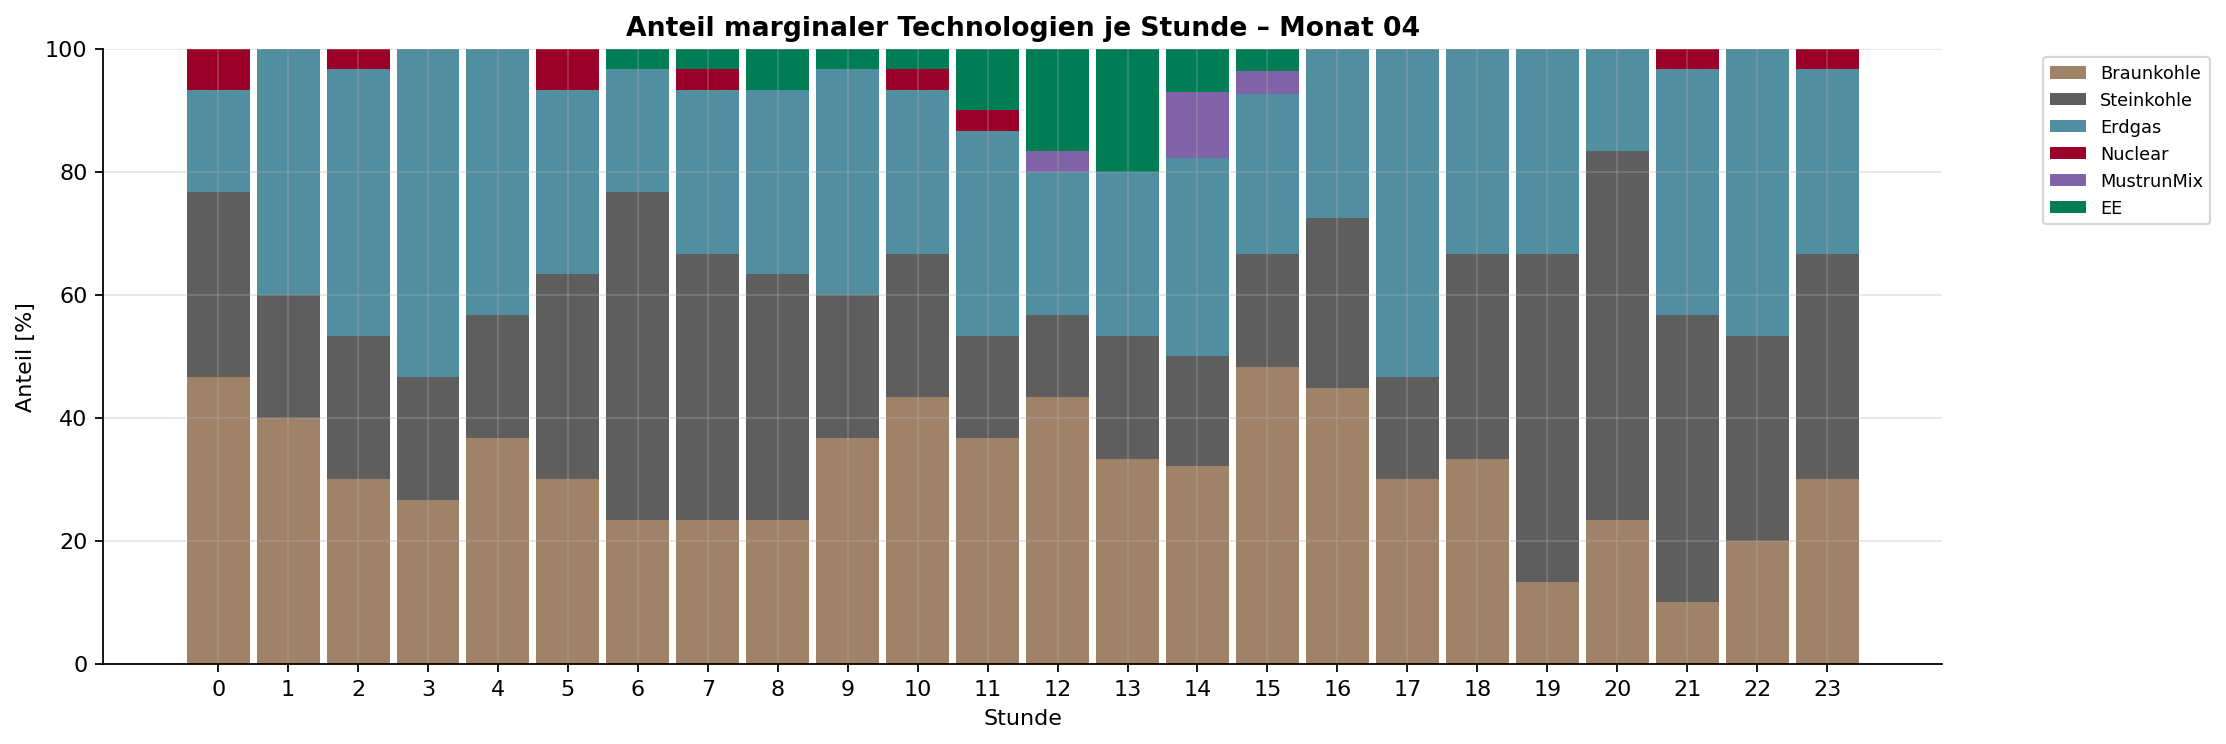 Anteil marginaler Technologien je Stunde – Monat 04
Anteil [%]
100
80
60
40
20
0
0 1 2 3 4 5 6 7 8 9 10 11 12 13 14 15 16 17 18 19 20 21 22 23
Stunde
Braunkohle
Steinkohle
Erdgas
Nuclear
MustrunMix
EE